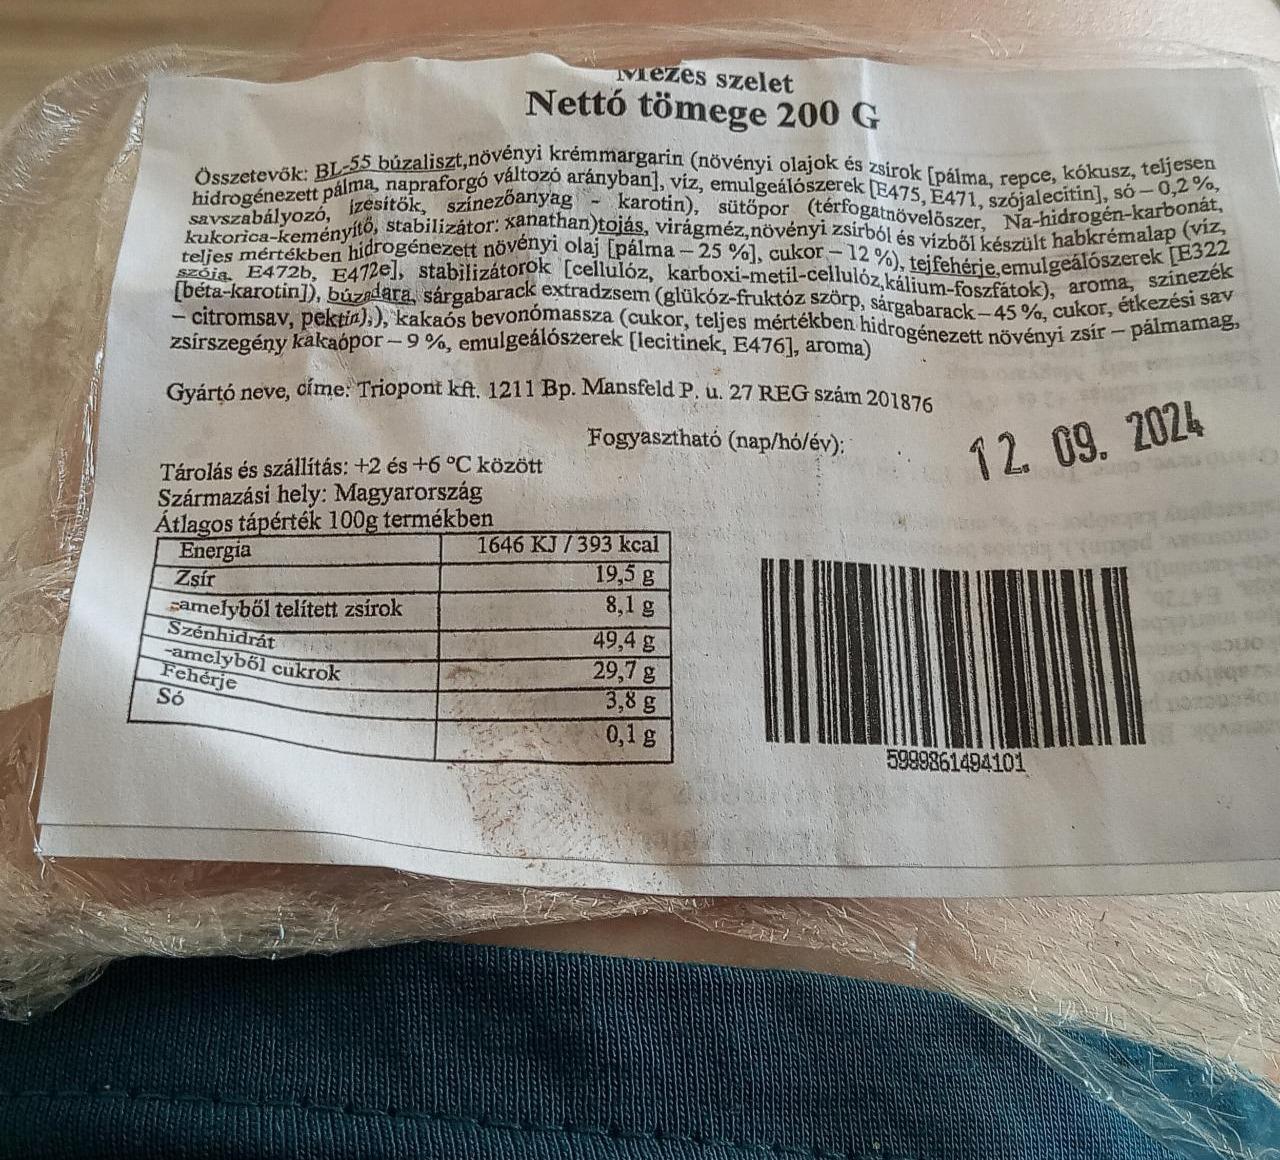 Mézes szelet
Nettó tömege 200 G
Összetevők: BL-55 búzaliszt,növényi krémmargarin (növényi olajok és zsirok [pálma, repce, kókusz, teljesen
hidrogénezett pálma, napraforgó változó arányban], víz, emulgeálószerek [E475, E471, szójalecitin], só – 0,2 %,
savszabályozó, izésitők, szinezőanyag - karotin), sütőpor (térfogatnövelőszer, Na-hidrogén-karbonát,
kukorica-keményitő, stabilizátor: xanathan)tojás, virágméz,növényi zsirból és vizből készült habkrémalap (víz,
teljes mértékben hidrogénezett növényi olaj [pálma – 25 %], cukor – 12 %), tejfehérje,emulgeálószerek [E322
szója, E472b, E472e], stabilizátorok [cellulóz, karboxi-metil-cellulóz,kálium-foszfátok), aroma, szinezék
[béta-karotin]), búzadara, sárgabarack extradzsem (glükóz-fruktóz szörp, sárgabarack – 45 %, cukor, étkezési sav
– citromsav, pektin),), kakaós bevonómassza (cukor, teljes mértékben hidrogénezett növényi zsír – pálmamag,
zsírszegény kakaópor – 9 %, emulgeálószerek [lecitinek, E476], aroma)
Gyártó neve, címe: Triopont kft. 1211 Bp. Mansfeld P. u. 27 REG szám 201876
Fogyasztható (nap/hó/év): 12. 09. 2024
Tárolás és szállítás: +2 és +6 °C között
Származási hely: Magyarország
Átlagos tápérték 100g termékben
Energia 1646 KJ / 393 kcal
Zsír 19,5 g
-amelyből telített zsírok 8,1 g
Szénhidrát 49,4 g
-amelyből cukrok 29,7 g
Fehérje 3,8 g
Só 0,1 g
5999861494101